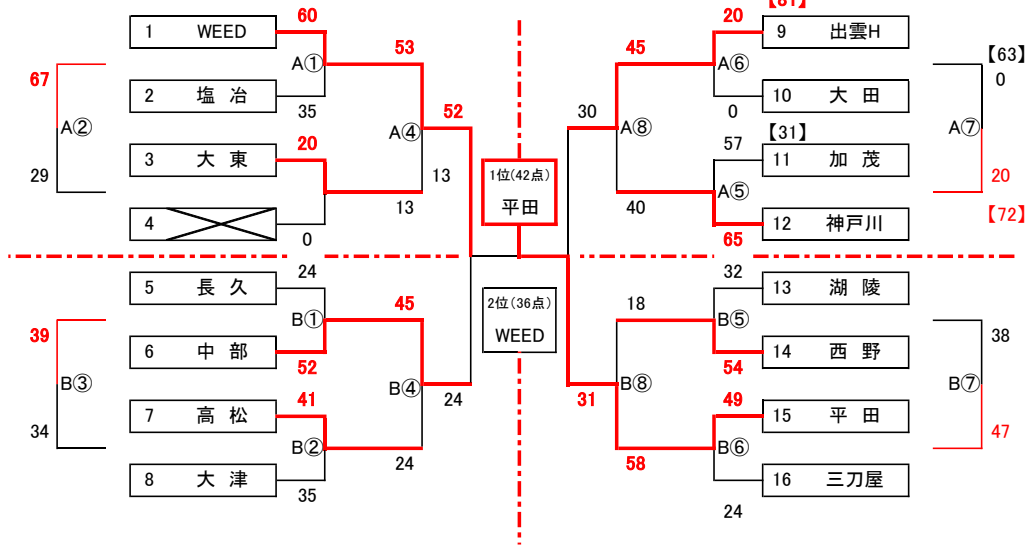 【81】
60
20
1 WEED
53
45
9 出雲H
【63】
67
A①
A⑥
0
2 塩冶
52
30
10 大田
35
0
A②
A④
A⑧
A⑦
57
【31】
29
20
3 大東
13
1位(42点)
11 加茂
20
平田
A⑤
13
40
【72】
4
65
12 神戸川
0
24
32
5 長久
45
2位(36点)
18
13 湖陵
39
B①
WEED
B⑤
38
6 中部
14 西野
52
54
B③
B④
B⑧
B⑦
41
24
31
49
7 高松
15 平田
34
B②
B⑥
47
24
58
8 大津
16 三刀屋
35
24